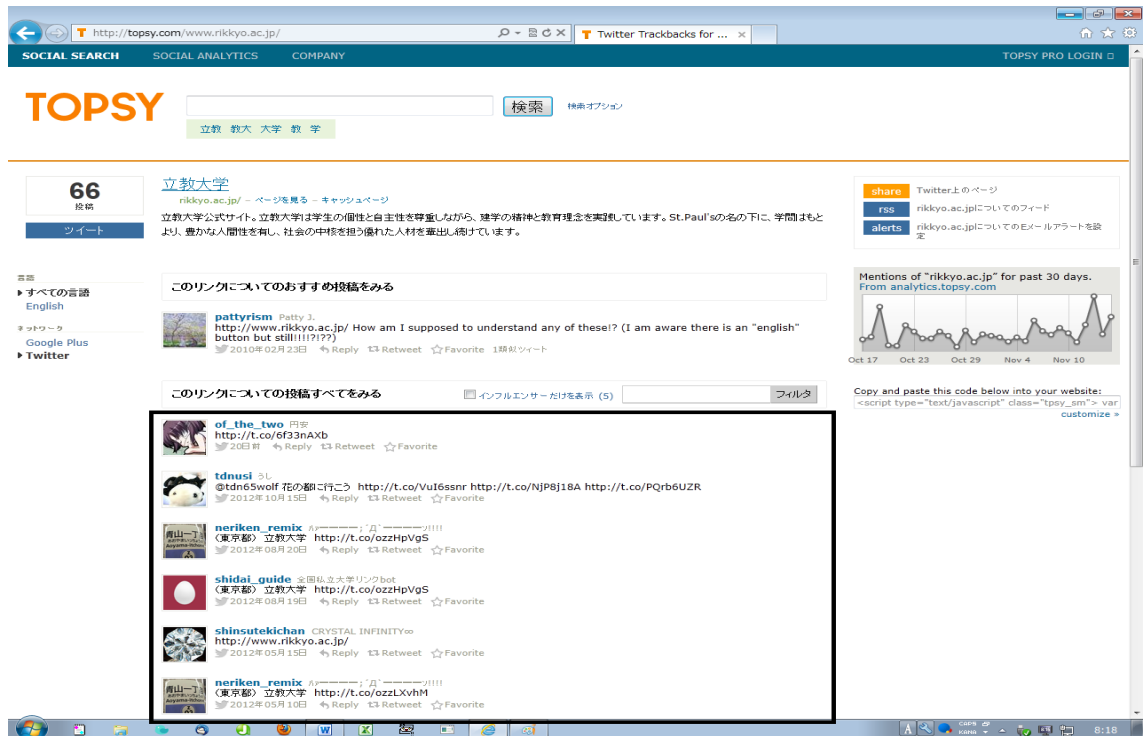 http://topsy.com/www.rikkyo.ac.jp/
Twitter Trackbacks for ...
SOCIAL SEARCH SOCIAL ANALYTICS COMPANY TOPSY PRO LOGIN
TOPSY
検索 検索オプション
立教 教大 大学 教 学
66
投稿
ツイート
立教大学
rikkyo.ac.jp/ – ページを見る – キャッシュページ
立教大学公式サイト。立教大学は学生の個性と自主性を尊重しながら、建学の精神と教育理念を実践しています。St.Paul'sの名の下に、学問はもと
より、豊かな人間性を有し、社会の中核を担う優れた人材を輩出し続けています。
share Twitter上のページ
rss rikkyo.ac.jpについてのフィード
alerts rikkyo.ac.jpについてのEメールアラートを設
定
言語
すべての言語
English
ネットワーク
Google Plus
Twitter
このリンクについてのおすすめ投稿をみる
pattyrism Patty J.
http://www.rikkyo.ac.jp/ How am I supposed to understand any of these!? (I am aware there is an "english"
button but still!!!!?!??)
2010年02月23日 Reply Retweet Favorite 1類似ツイート
Mentions of "rikkyo.ac.jp" for past 30 days.
From analytics.topsy.com
Oct 17 Oct 23 Oct 29 Nov 4 Nov 10
Copy and paste this code below into your website:
<script type="text/javascript" class="tpsy_sm"> var
customize »
このリンクについての投稿すべてをみる
インフルエンサーだけを表示 (5) フィルタ
of_the_two 円安
http://t.co/6f33nAXb
20日前 Reply Retweet Favorite
tdnusi うし
@tdn65wolf 花の都に行こう http://t.co/VuI6ssnr http://t.co/NjP8j18A http://t.co/PQrb6UZR
2012年10月15日 Reply Retweet Favorite
neriken_remix
(東京都) 立教大学 http://t.co/ozzHpVgS
2012年08月20日 Reply Retweet Favorite
shidai_guide 全国私立大学リンクbot
(東京都) 立教大学 http://t.co/ozzHpVgS
2012年08月19日 Reply Retweet Favorite
shinsutekichan CRYSTAL INFINITY∞
http://www.rikkyo.ac.jp/
2012年05月15日 Reply Retweet Favorite
neriken_remix
(東京都) 立教大学 http://t.co/ozzLXvhM
2012年05月10日 Reply Retweet Favorite
CAPS
KANA
8:18